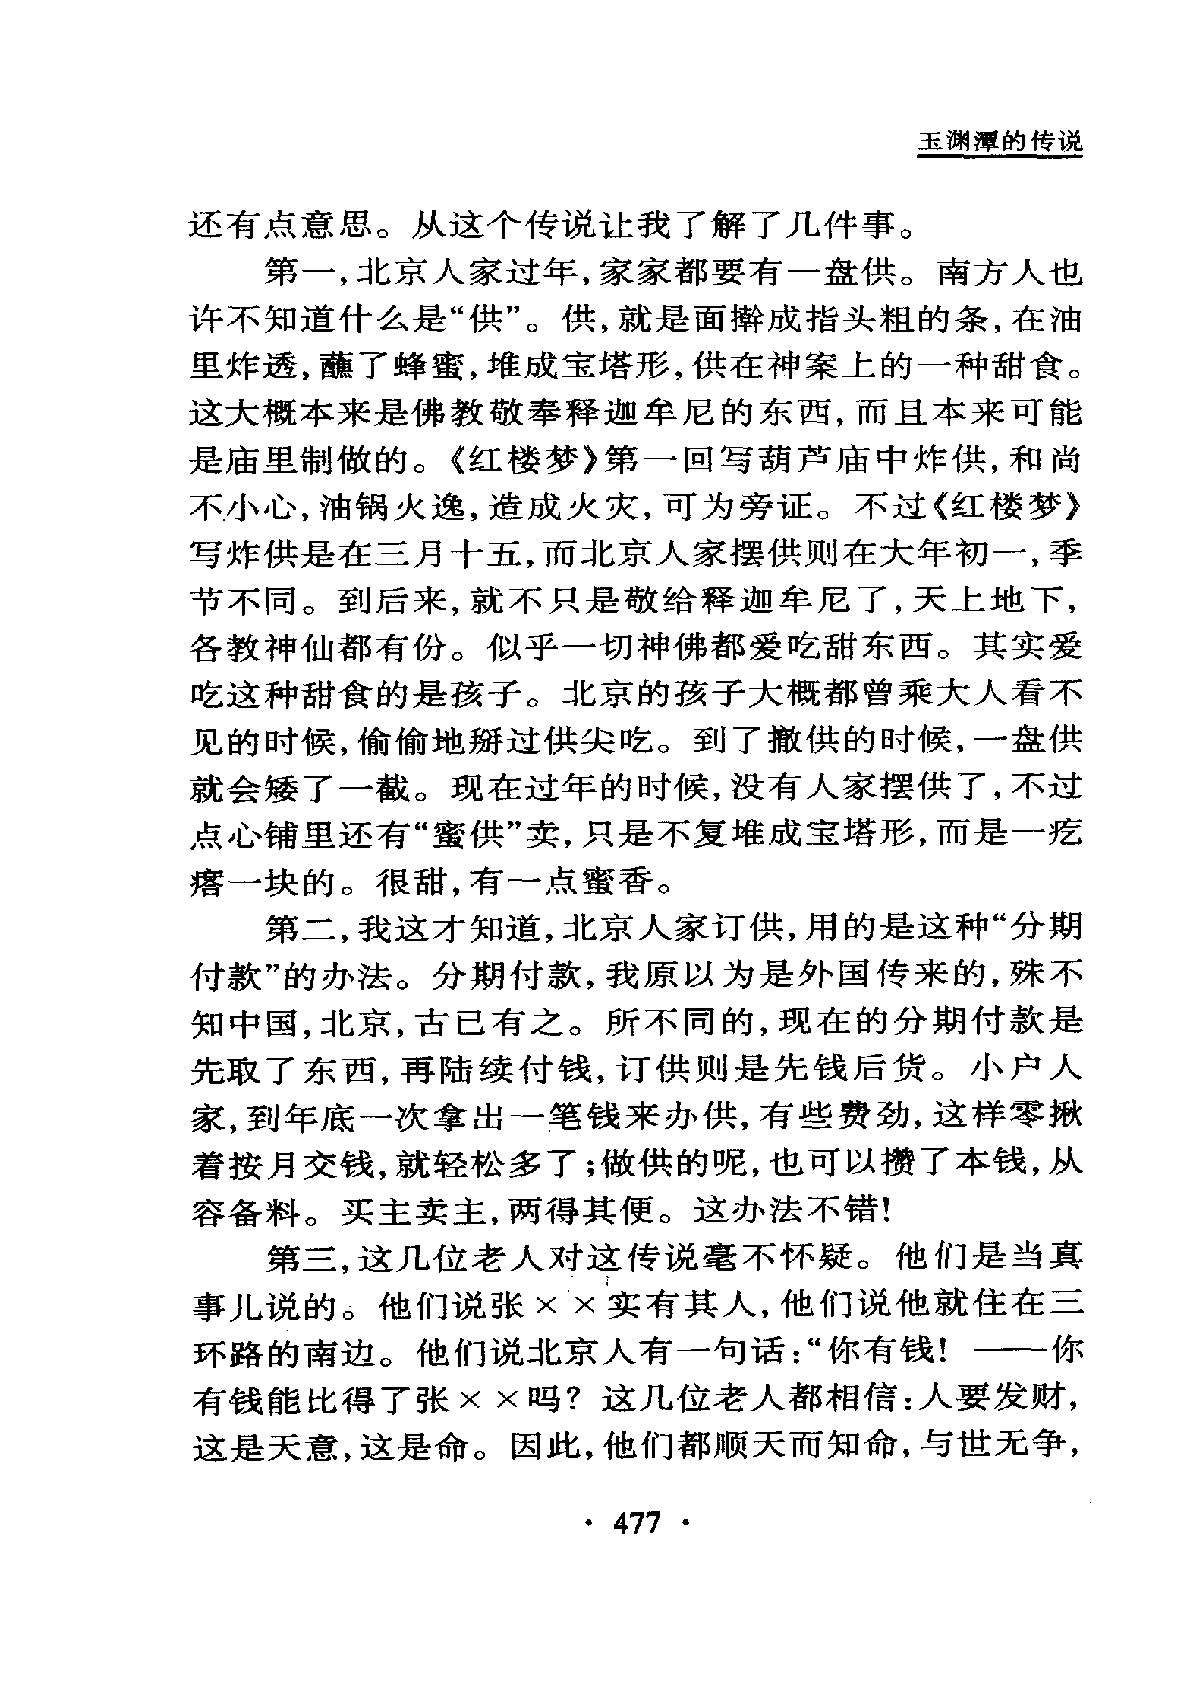 玉渊潭的传说
还有点意思。从这个传说让我了解了几件事。
第一，北京人家过年，家家都要有一盘供。南方人也
许不知道什么是“供”。供，就是面擀成指头粗的条，在油
里炸透，蘸了蜂蜜，堆成宝塔形，供在神案上的一种甜食。
这大概本来是佛教敬奉释迦牟尼的东西，而且本来可能
是庙里制做的。《红楼梦》第一回写葫芦庙中炸供，和尚
不小心，油锅火逸，造成火灾，可为旁证。不过《红楼梦》
写炸供是在三月十五，而北京人家摆供则在大年初一，季
节不同。到后来，就不只是敬给释迦牟尼了，天上地下，
各教神仙都有份。似乎一切神佛都爱吃甜东西。其实爱
吃这种甜食的是孩子。北京的孩子大概都曾乘大人看不
见的时候，偷偷地掰过供尖吃。到了撤供的时候，一盘供
就会矮了一截。现在过年的时候，没有人家摆供了，不过
点心铺里还有“蜜供”卖，只是不复堆成宝塔形，而是一疙
瘩一块的。很甜，有一点蜜香。
第二，我这才知道，北京人家订供，用的是这种“分期
付款”的办法。分期付款，我原以为是外国传来的，殊不
知中国，北京，古已有之。所不同的，现在的分期付款是
先取了东西，再陆续付钱，订供则是先钱后货。小户人
家，到年底一次拿出一笔钱来办供，有些费劲，这样零揪
着按月交钱，就轻松多了；做供的呢，也可以攒了本钱，从
容备料。买主卖主，两得其便。这办法不错！
第三，这几位老人对这传说毫不怀疑。他们是当真
事儿说的。他们说张××实有其人，他们说他就住在三
环路的南边。他们说北京人有一句话：“你有钱！——你
有钱能比得了张××吗？这几位老人都相信：人要发财，
这是天意，这是命。因此，他们都顺天而知命，与世无争，
· 477 ·